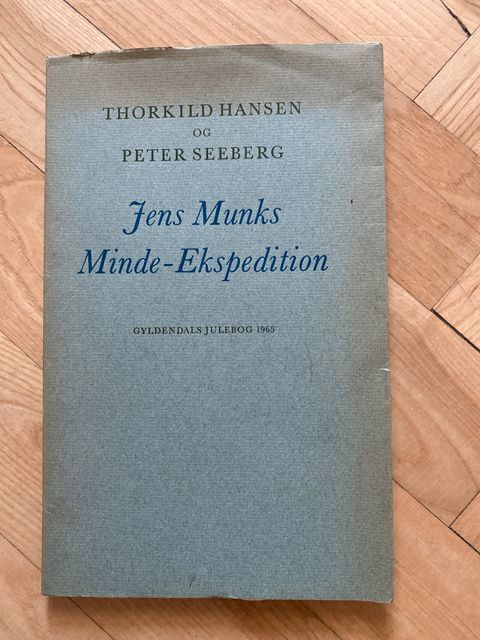 THORKILD HANSEN
OG
PETER SEEBERG
Jens Munks
Minde-Ekspedition
GYLDENDALS JULEBOG 1965